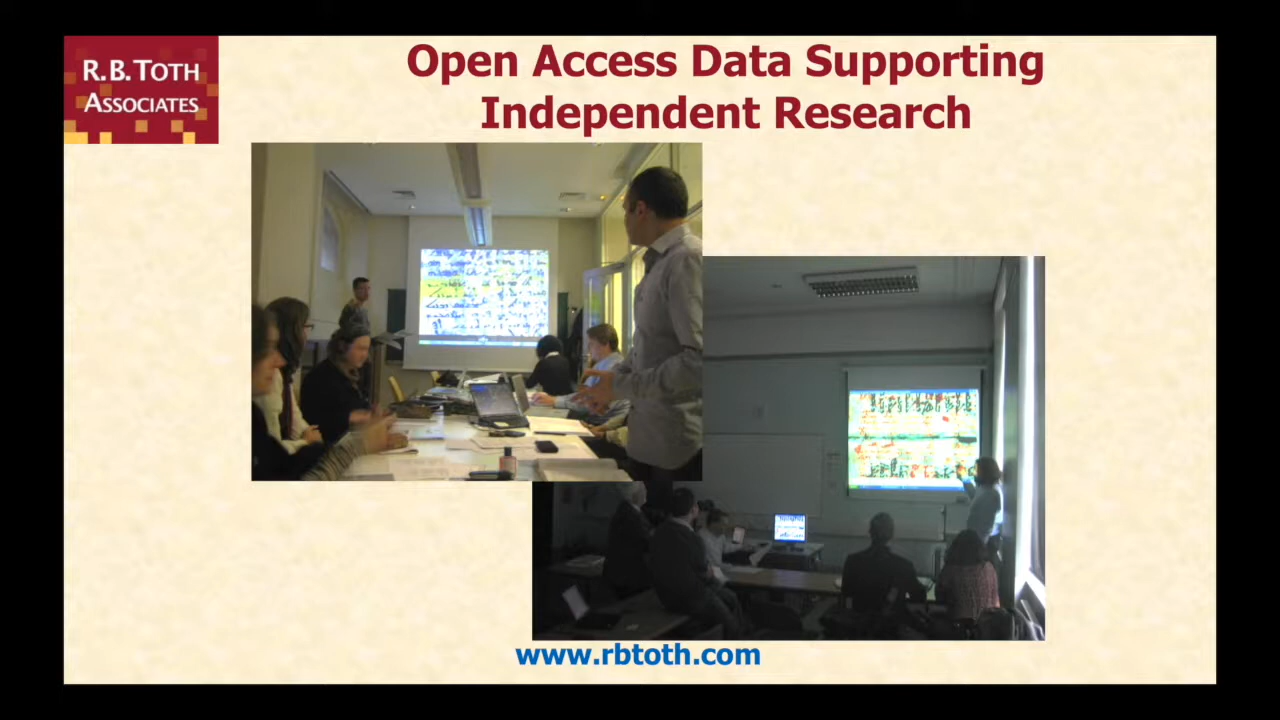 R.B.TOTH
ASSOCIATES
Open Access Data Supporting
Independent Research
www.rbtoth.com